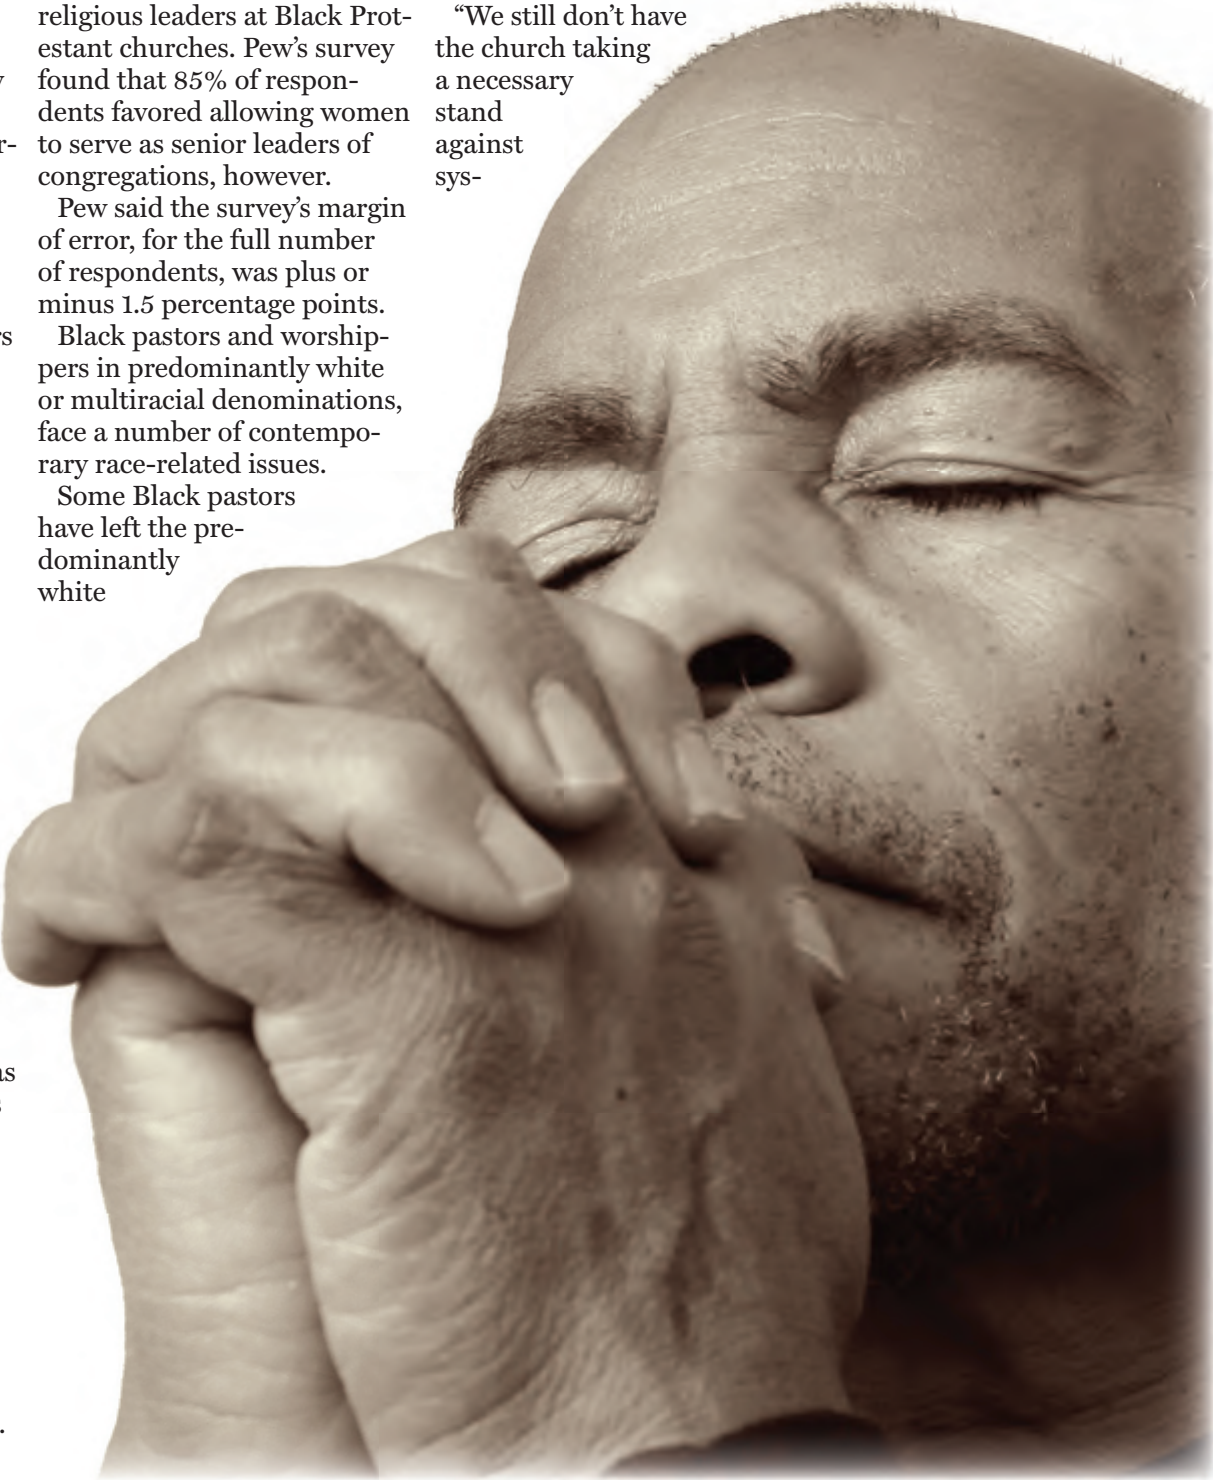 religious leaders at Black Prot-
estant churches. Pew’s survey
found that 85% of respon-
dents favored allowing women
to serve as senior leaders of
congregations, however.
Pew said the survey’s margin
of error, for the full number
of respondents, was plus or
minus 1.5 percentage points.
Black pastors and worship-
pers in predominantly white
or multiracial denominations,
face a number of contempo-
rary race-related issues.
Some Black pastors
have left the pre-
dominantly
white
“We still don’t have
the church taking
a necessary
stand
against
sys-